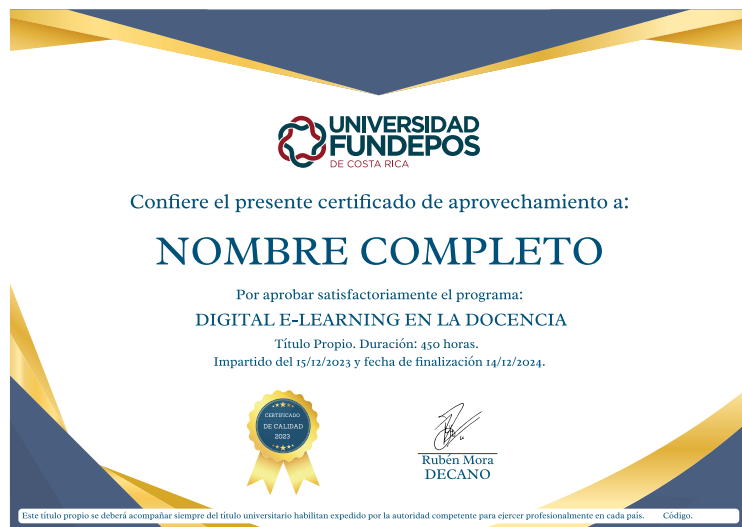 UNIVERSIDAD
FUNDEPOS
DE COSTA RICA
Confiere el presente certificado de aprovechamiento a:
NOMBRE COMPLETO
Por aprobar satisfactoriamente el programa:
DIGITAL E-LEARNING EN LA DOCENCIA
Título Propio. Duración: 450 horas.
Impartido del 15/12/2023 y fecha de finalización 14/12/2024.
CERTIFICADO
DE CALIDAD
2023
Rubén Mora
DECANO
Este título propio se deberá acompañar siempre del título universitario habilitan expedido por la autoridad competente para ejercer profesionalmente en cada país. Código.